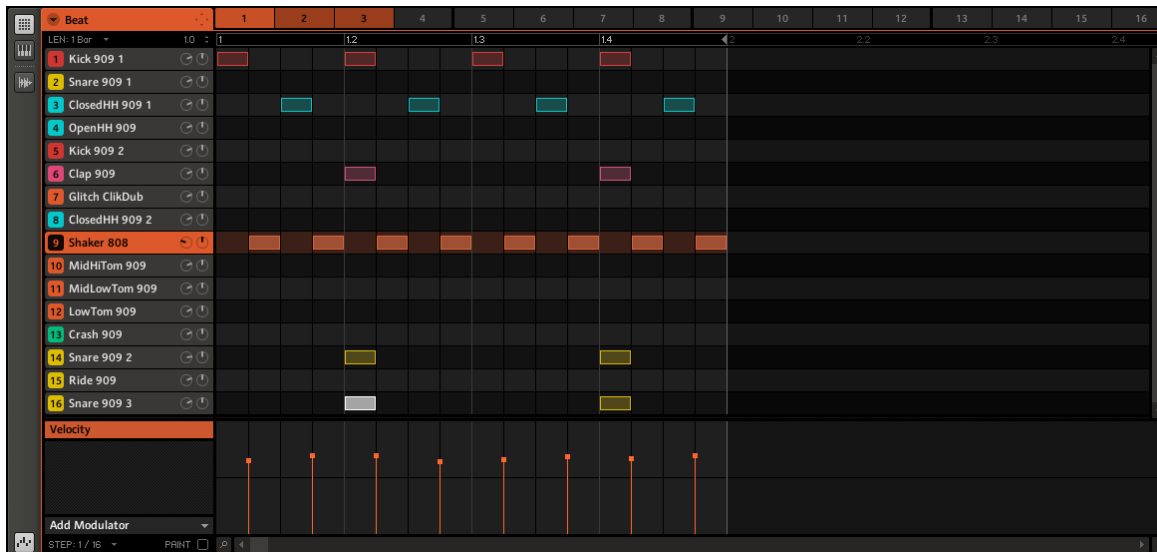 Beat 1 2 3 4 5 6 7 8 9 10 11 12 13 14 15 16
LEN: 1 Bar 1.0 1 1.2 1.3 1.4 2 2.2 2.3 2.4
1 Kick 909 1
2 Snare 909 1
3 ClosedHH 909 1
4 OpenHH 909
5 Kick 909 2
6 Clap 909
7 Glitch ClikDub
8 ClosedHH 909 2
9 Shaker 808
10 MidHiTom 909
11 MidLowTom 909
12 LowTom 909
13 Crash 909
14 Snare 909 2
15 Ride 909
16 Snare 909 3
Velocity
Add Modulator
STEP: 1 / 16 PAINT